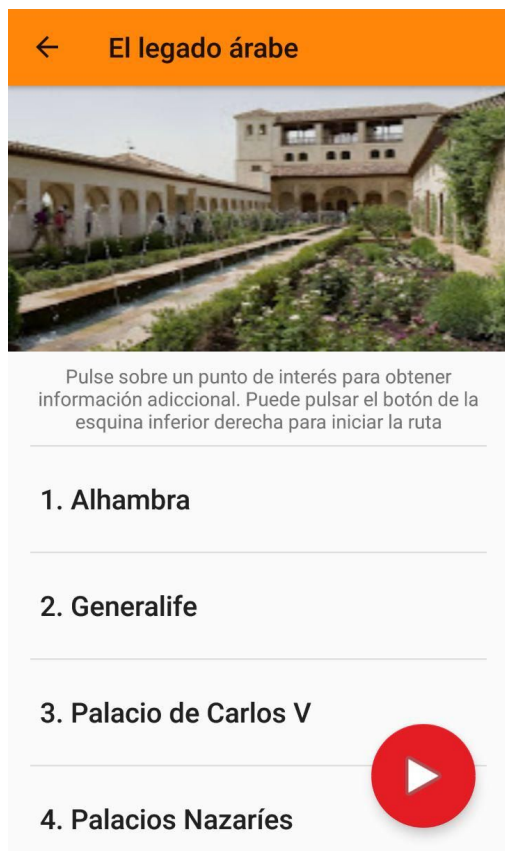 El legado árabe
Pulse sobre un punto de interés para obtener
información adiccional. Puede pulsar el botón de la
esquina inferior derecha para iniciar la ruta
1. Alhambra
2. Generalife
3. Palacio de Carlos V
4. Palacios Nazaríes